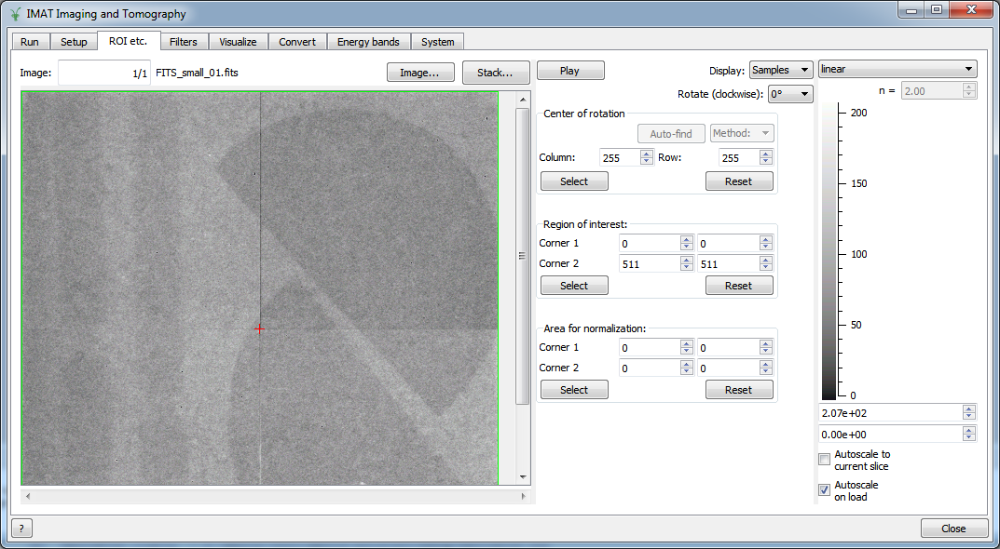 IMAT Imaging and Tomography
Run Setup ROI etc. Filters Visualize Convert Energy bands System
Image: 1/1 FITS_small_01.fits Image... Stack... Play Display: Samples linear
Rotate (clockwise): 0° n = 2.00
Center of rotation
Auto-find Method:
Column: 255 Row: 255
Select Reset
Region of interest:
Corner 1 0 0
Corner 2 511 511
Select Reset
Area for normalization:
Corner 1 0 0
Corner 2 0 0
Select Reset
200
150
100
50
0
2.07e+02
0.00e+00
Autoscale to
current slice
Autoscale
on load
? Close